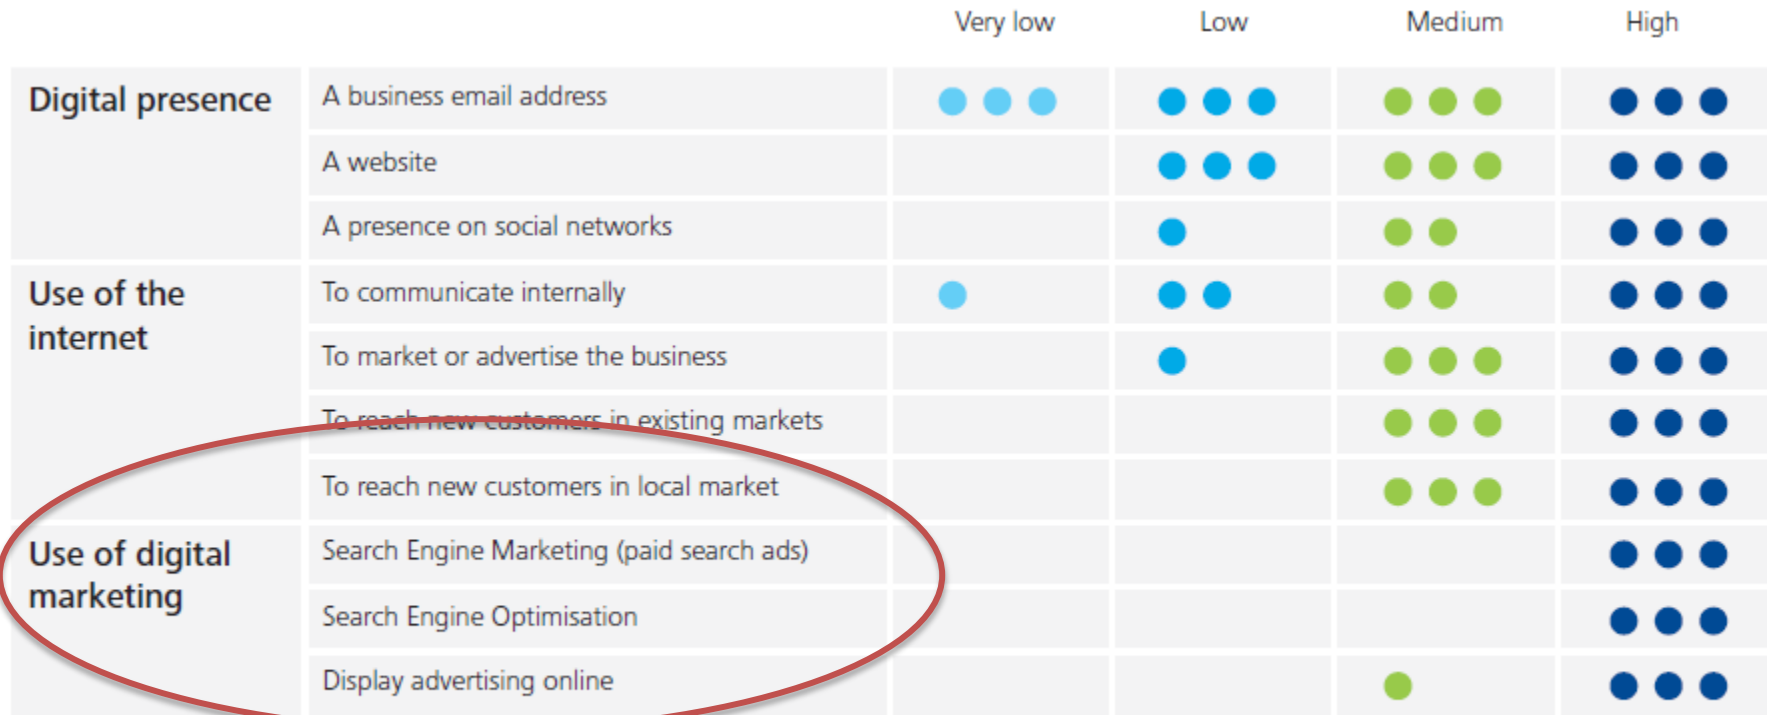 Very low Low Medium High
Digital presence
A business email address
A website
A presence on social networks
Use of the
internet
To communicate internally
To market or advertise the business
To reach new customers in existing markets
To reach new customers in local market
Use of digital
marketing
Search Engine Marketing (paid search ads)
Search Engine Optimisation
Display advertising online